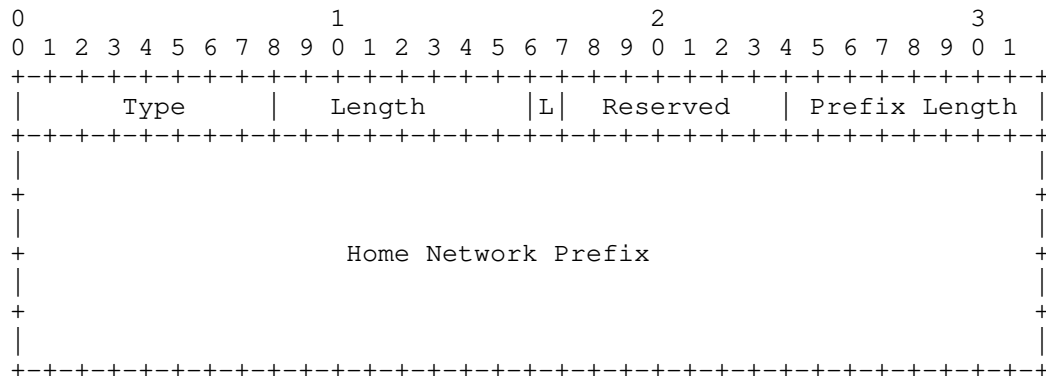 0                   1                   2                   3
0 1 2 3 4 5 6 7 8 9 0 1 2 3 4 5 6 7 8 9 0 1 2 3 4 5 6 7 8 9 0 1
+-+-+-+-+-+-+-+-+-+-+-+-+-+-+-+-+-+-+-+-+-+-+-+-+-+-+-+-+-+-+-+-+
|      Type     |   Length      |L|  Reserved   | Prefix Length |
+-+-+-+-+-+-+-+-+-+-+-+-+-+-+-+-+-+-+-+-+-+-+-+-+-+-+-+-+-+-+-+-+
|                                                               |
+                                                               +
|                                                               |
+                    Home Network Prefix                        +
|                                                               |
+                                                               +
|                                                               |
+-+-+-+-+-+-+-+-+-+-+-+-+-+-+-+-+-+-+-+-+-+-+-+-+-+-+-+-+-+-+-+-+